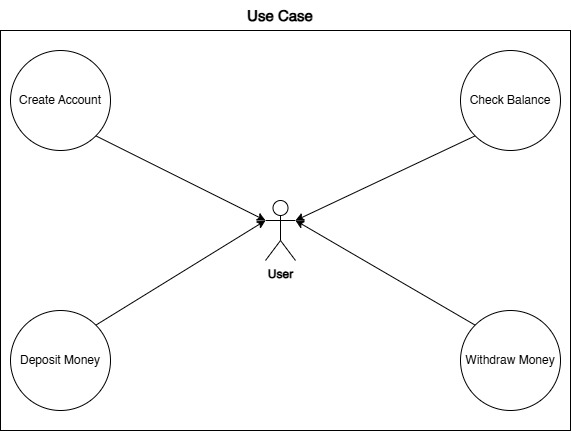 Use Case
Create Account
Check Balance
User
Deposit Money
Withdraw Money